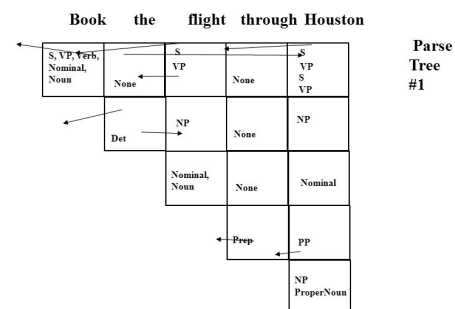 Book the flight through Houston
Parse
Tree
#1
S, VP, Verb,
Nominal,
Noun
None
S
VP
None
S
VP
S
VP
Det
NP
None
NP
Nominal,
Noun
None
Nominal
Prep
PP
NP
ProperNoun